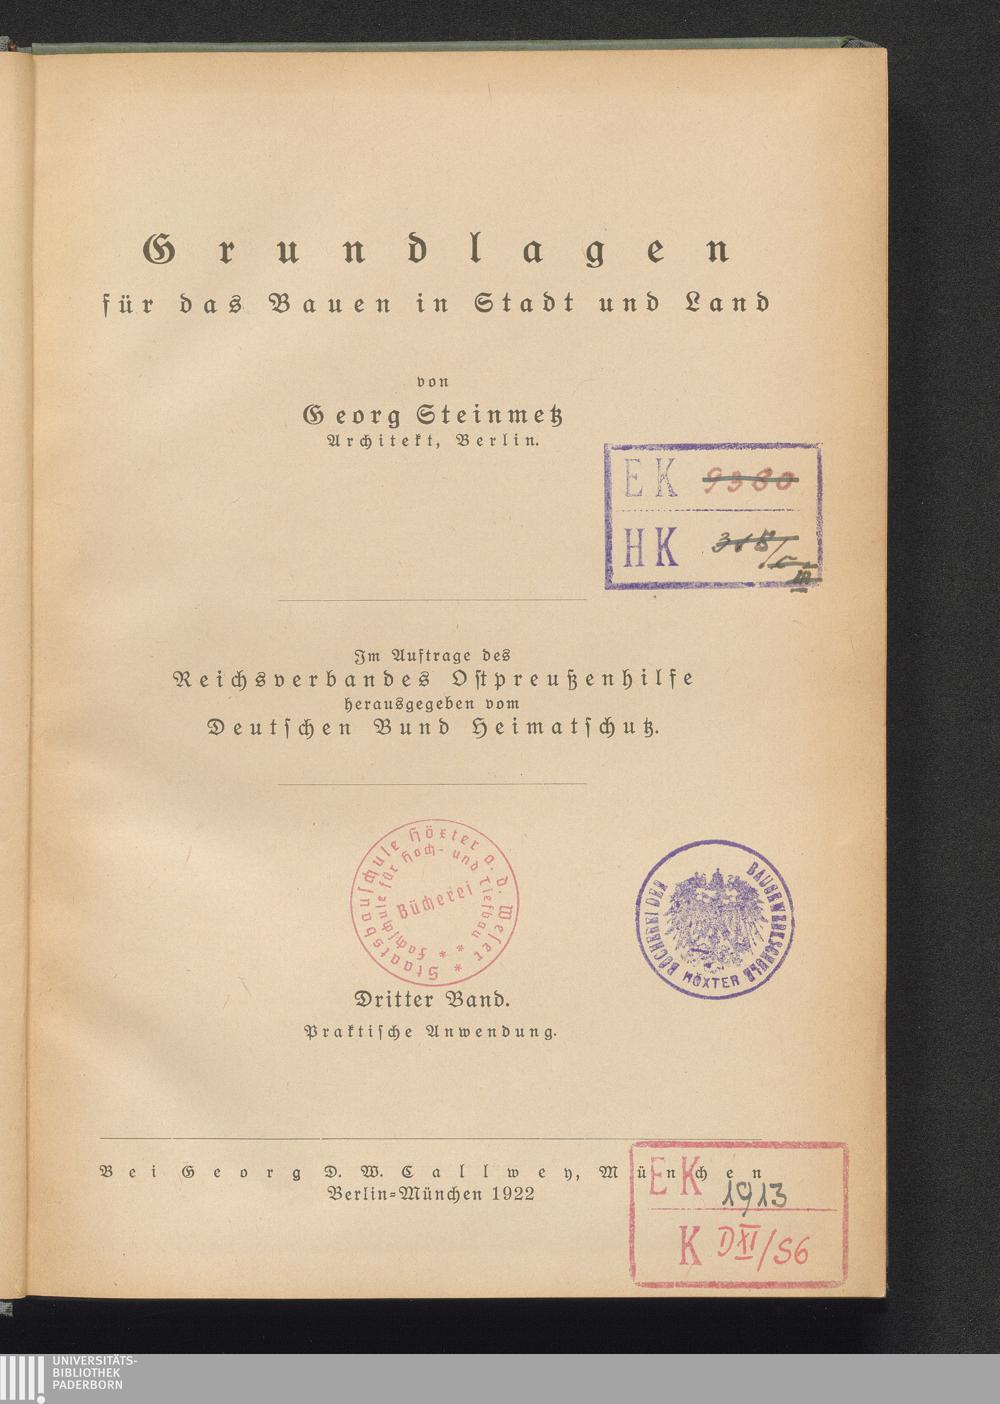 Grundlagen
für das Bauen in Stadt und Land
von
Georg Steinmetz
Architekt, Berlin.
EK 9380
HK
Im Auftrage des
Reichsverbandes Ostpreußenhilfe
herausgegeben vom
Deutschen Bund Heimatschutz.
Staatsbauschule Höxter a. d. Weser
Fachschule für Hoch- und Tiefbau
Bücherei
BÜCHEREI DER BAUGEWERKSCHULE
HÖXTER
Dritter Band.
Praktische Anwendung.
Bei Georg D. W. Callwey, München
Berlin=München 1922
EK 1913
K DXI/S6
UNIVERSITÄTS-
BIBLIOTHEK
PADERBORN